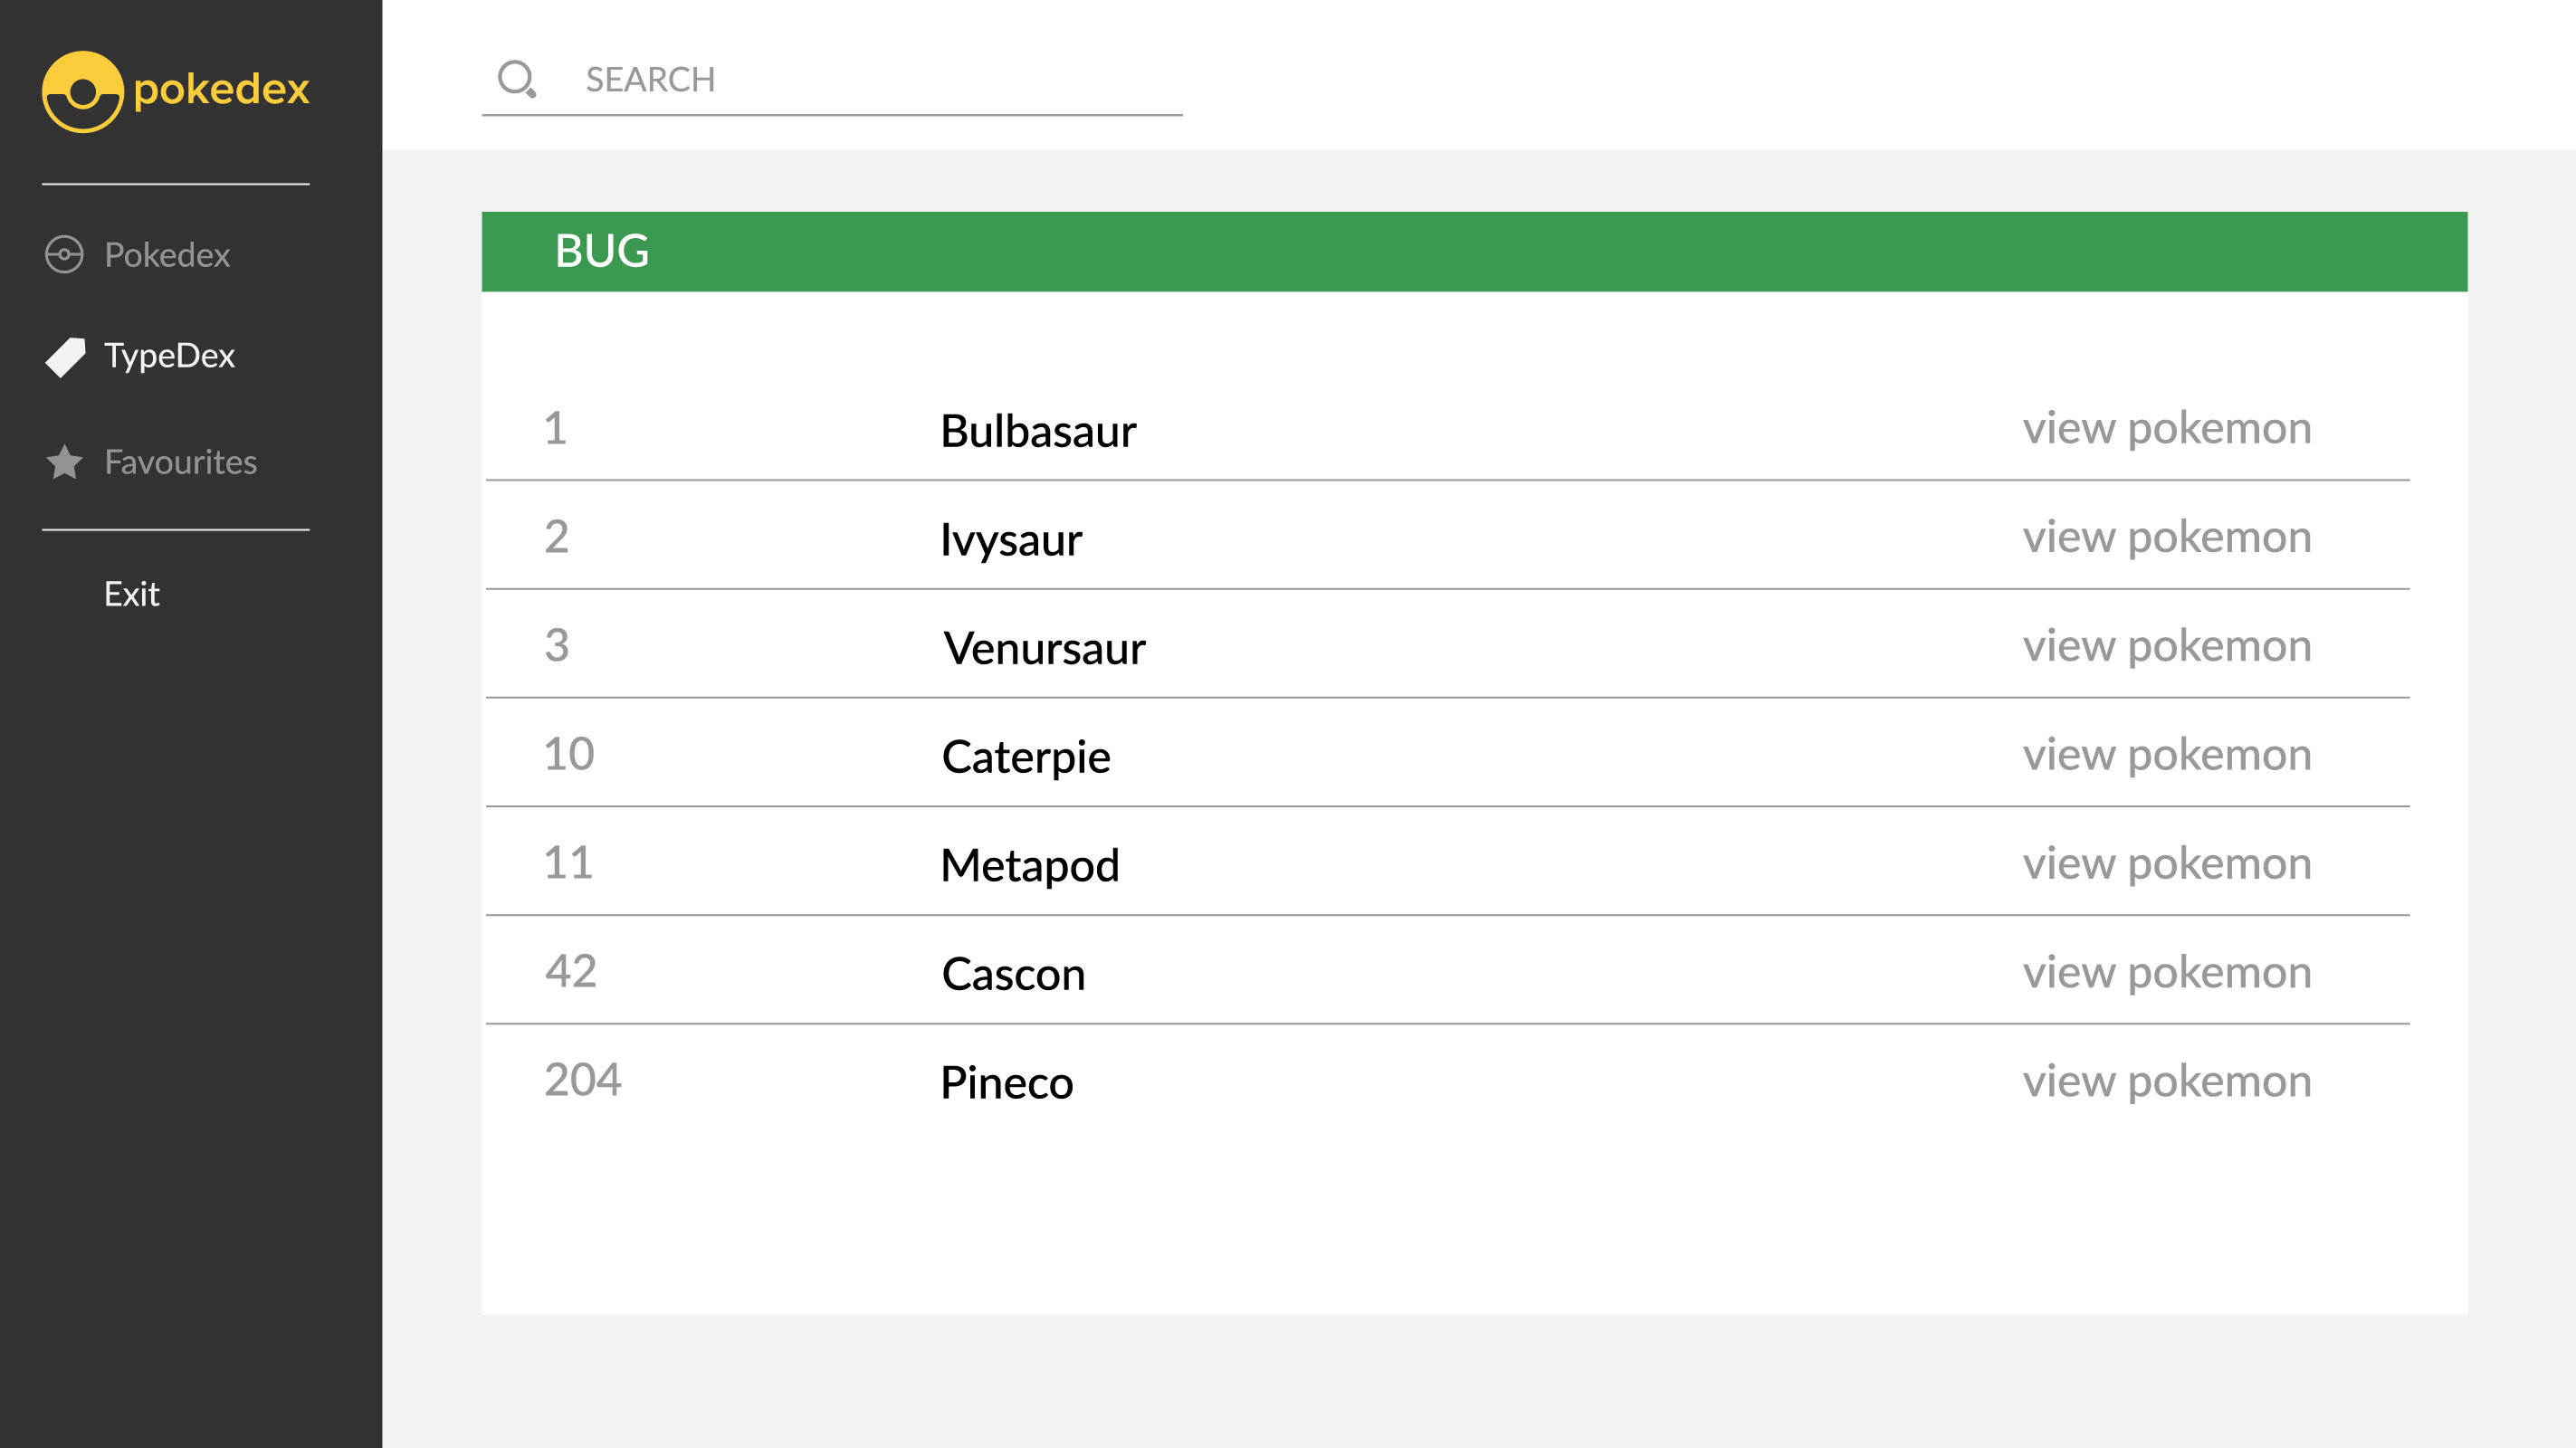 pokedex
Pokedex
TypeDex
Favourites
Exit
SEARCH
BUG
1 Bulbasaur view pokemon
2 Ivysaur view pokemon
3 Venursaur view pokemon
10 Caterpie view pokemon
11 Metapod view pokemon
42 Cascon view pokemon
204 Pineco view pokemon